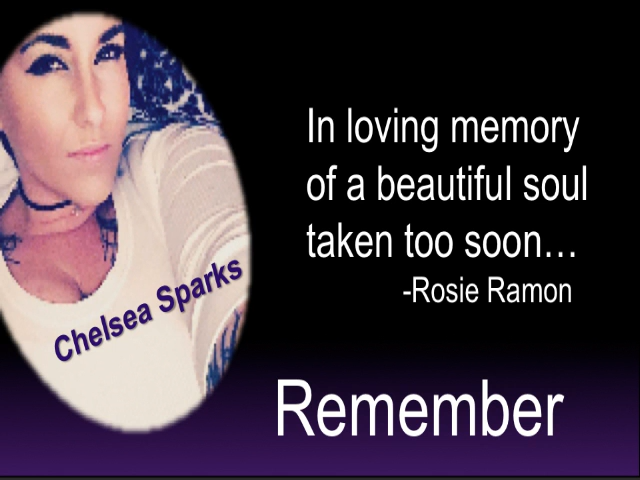 Chelsea Sparks
In loving memory
of a beautiful soul
taken too soon…
-Rosie Ramon
Remember